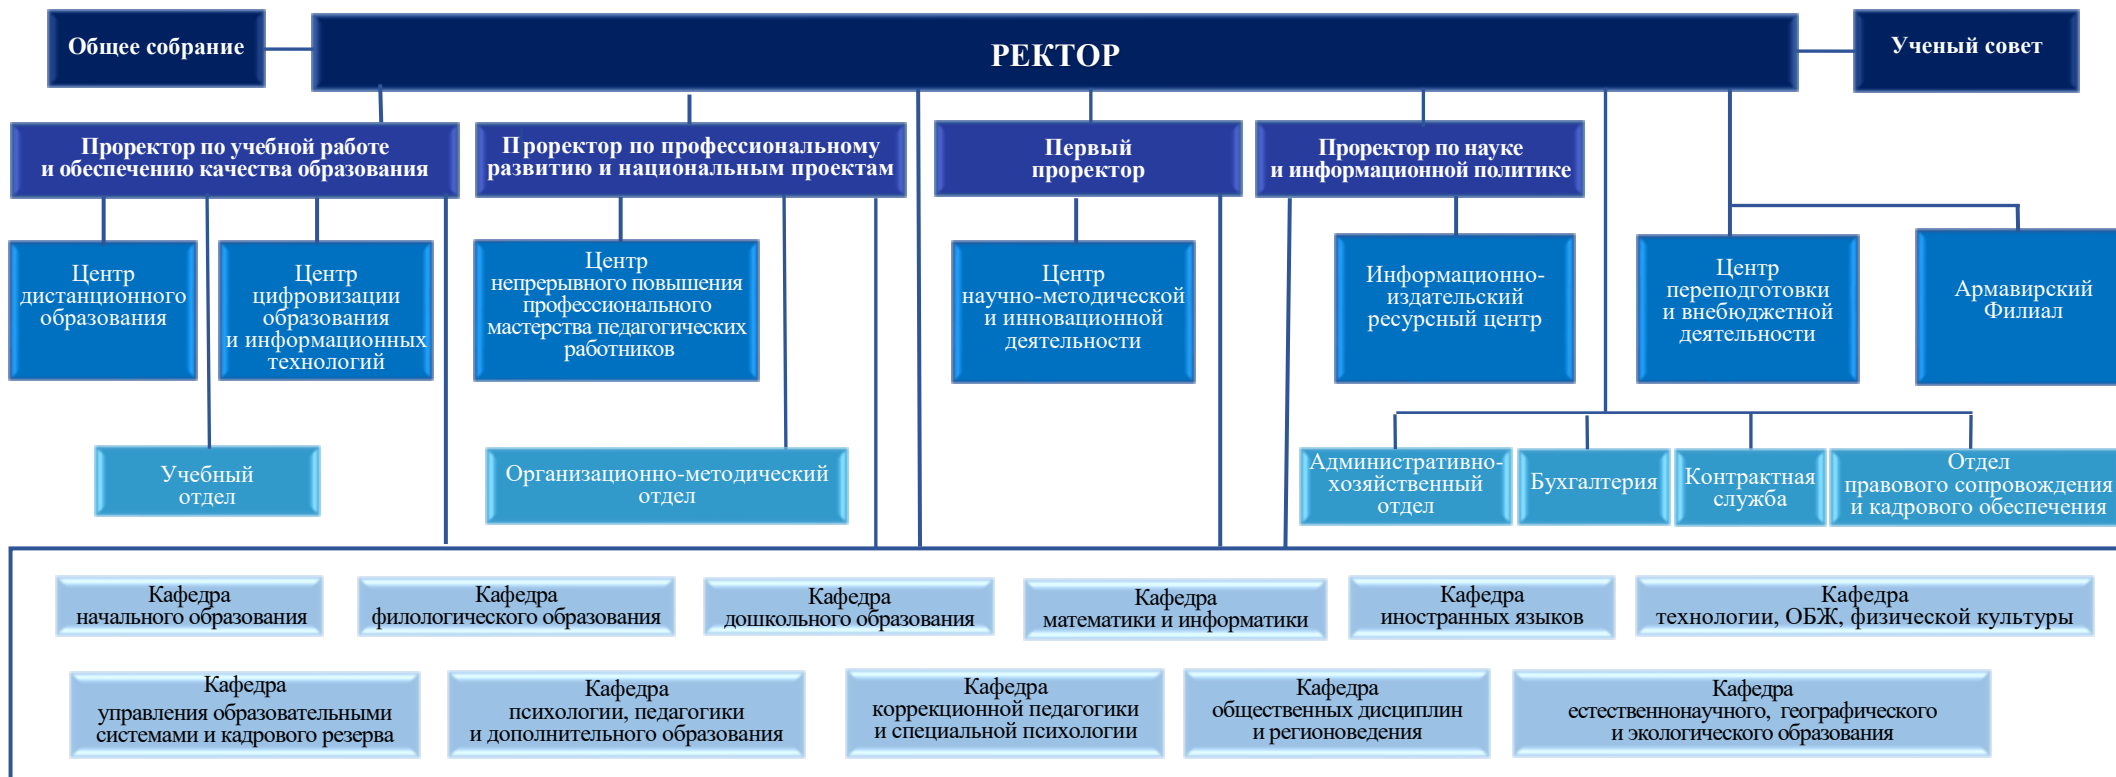 Общее собрание
РЕКТОР
Ученый совет
Проректор по учебной работе
и обеспечению качества образования
Проректор по профессиональному
развитию и национальным проектам
Первый
проректор
Проректор по науке
и информационной политике
Центр
дистанционного
образования
Центр
цифровизации
образования
и информационных
технологий
Центр
непрерывного повышения
профессионального
мастерства педагогических
работников
Центр
научно-методической
и инновационной
деятельности
Информационно-
издательский
ресурсный центр
Центр
переподготовки
и внебюджетной
деятельности
Армавирский
Филиал
Учебный
отдел
Организационно-методический
отдел
Административно-
хозяйственный
отдел
Бухгалтерия
Контрактная
служба
Отдел
правового сопровождения
и кадрового обеспечения
Кафедра
начального образования
Кафедра
филологического образования
Кафедра
дошкольного образования
Кафедра
математики и информатики
Кафедра
иностранных языков
Кафедра
технологии, ОБЖ, физической культуры
Кафедра
управления образовательными
системами и кадрового резерва
Кафедра
психологии, педагогики
и дополнительного образования
Кафедра
коррекционной педагогики
и специальной психологии
Кафедра
общественных дисциплин
и регионоведения
Кафедра
естественнонаучного, географического
и экологического образования